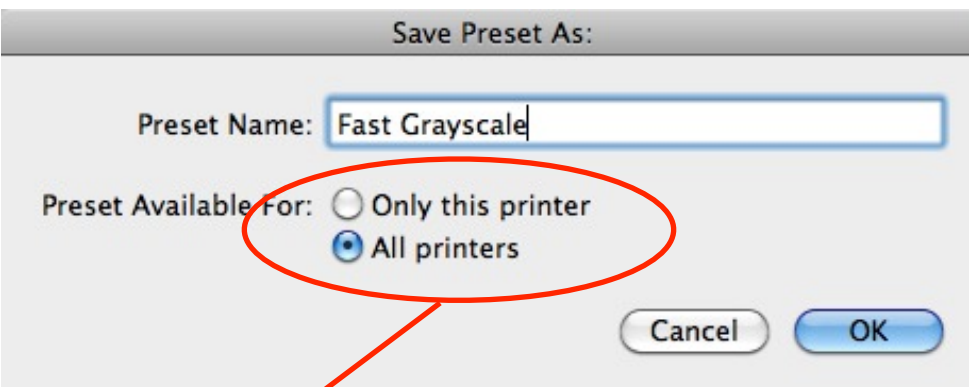 Save Preset As:
Preset Name: Fast Grayscale
Preset Available For: Only this printer
All printers
Cancel OK